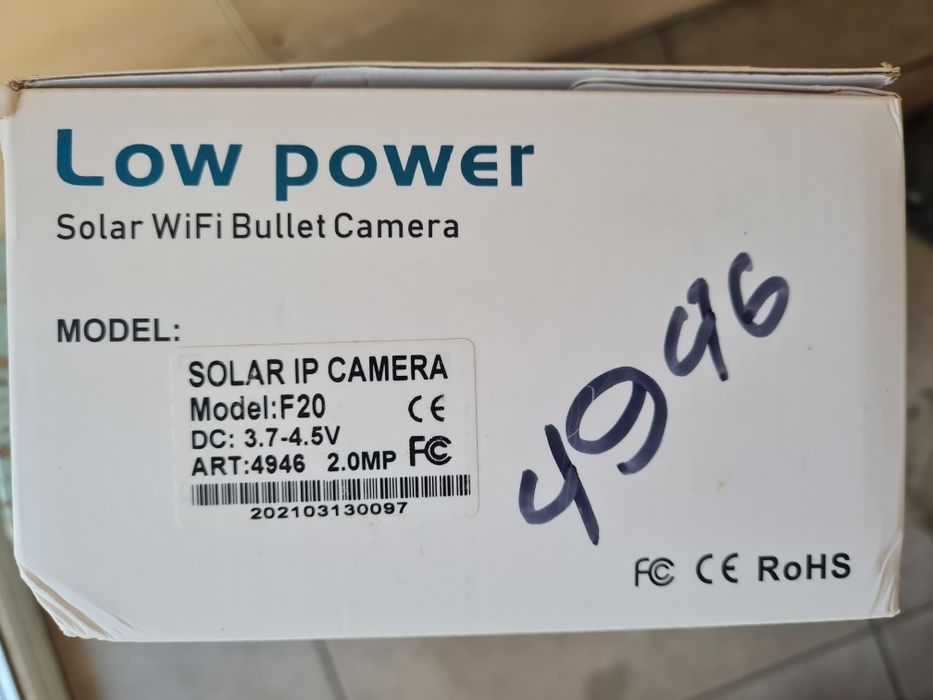 Low power
Solar WiFi Bullet Camera
MODEL:
SOLAR IP CAMERA
Model:F20 CE
DC: 3.7-4.5V
ART:4946 2.0MP FC
202103130097
4946
FC CE RoHS